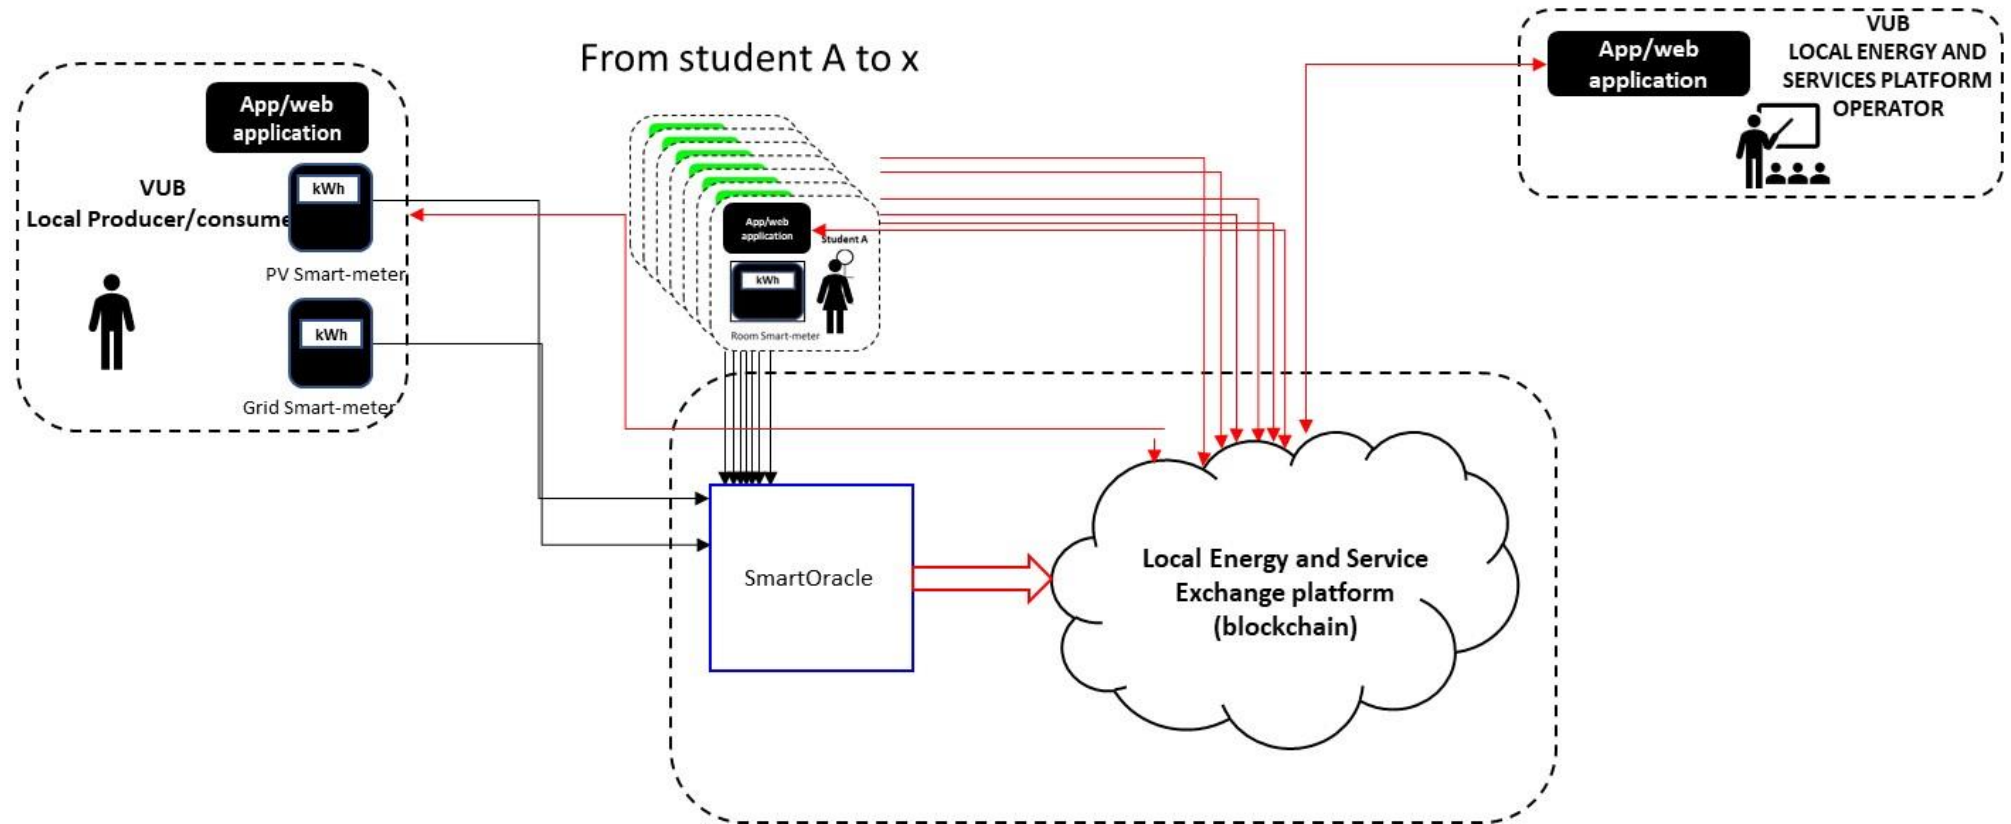 From student A to x
App/web
application
kWh
VUB
Local Producer/consume
PV Smart-meter
kWh
Grid Smart-meter
App/web
application
Student A
kWh
Room Smart-meter
App/web
application
VUB
LOCAL ENERGY AND
SERVICES PLATFORM
OPERATOR
SmartOracle
Local Energy and Service
Exchange platform
(blockchain)